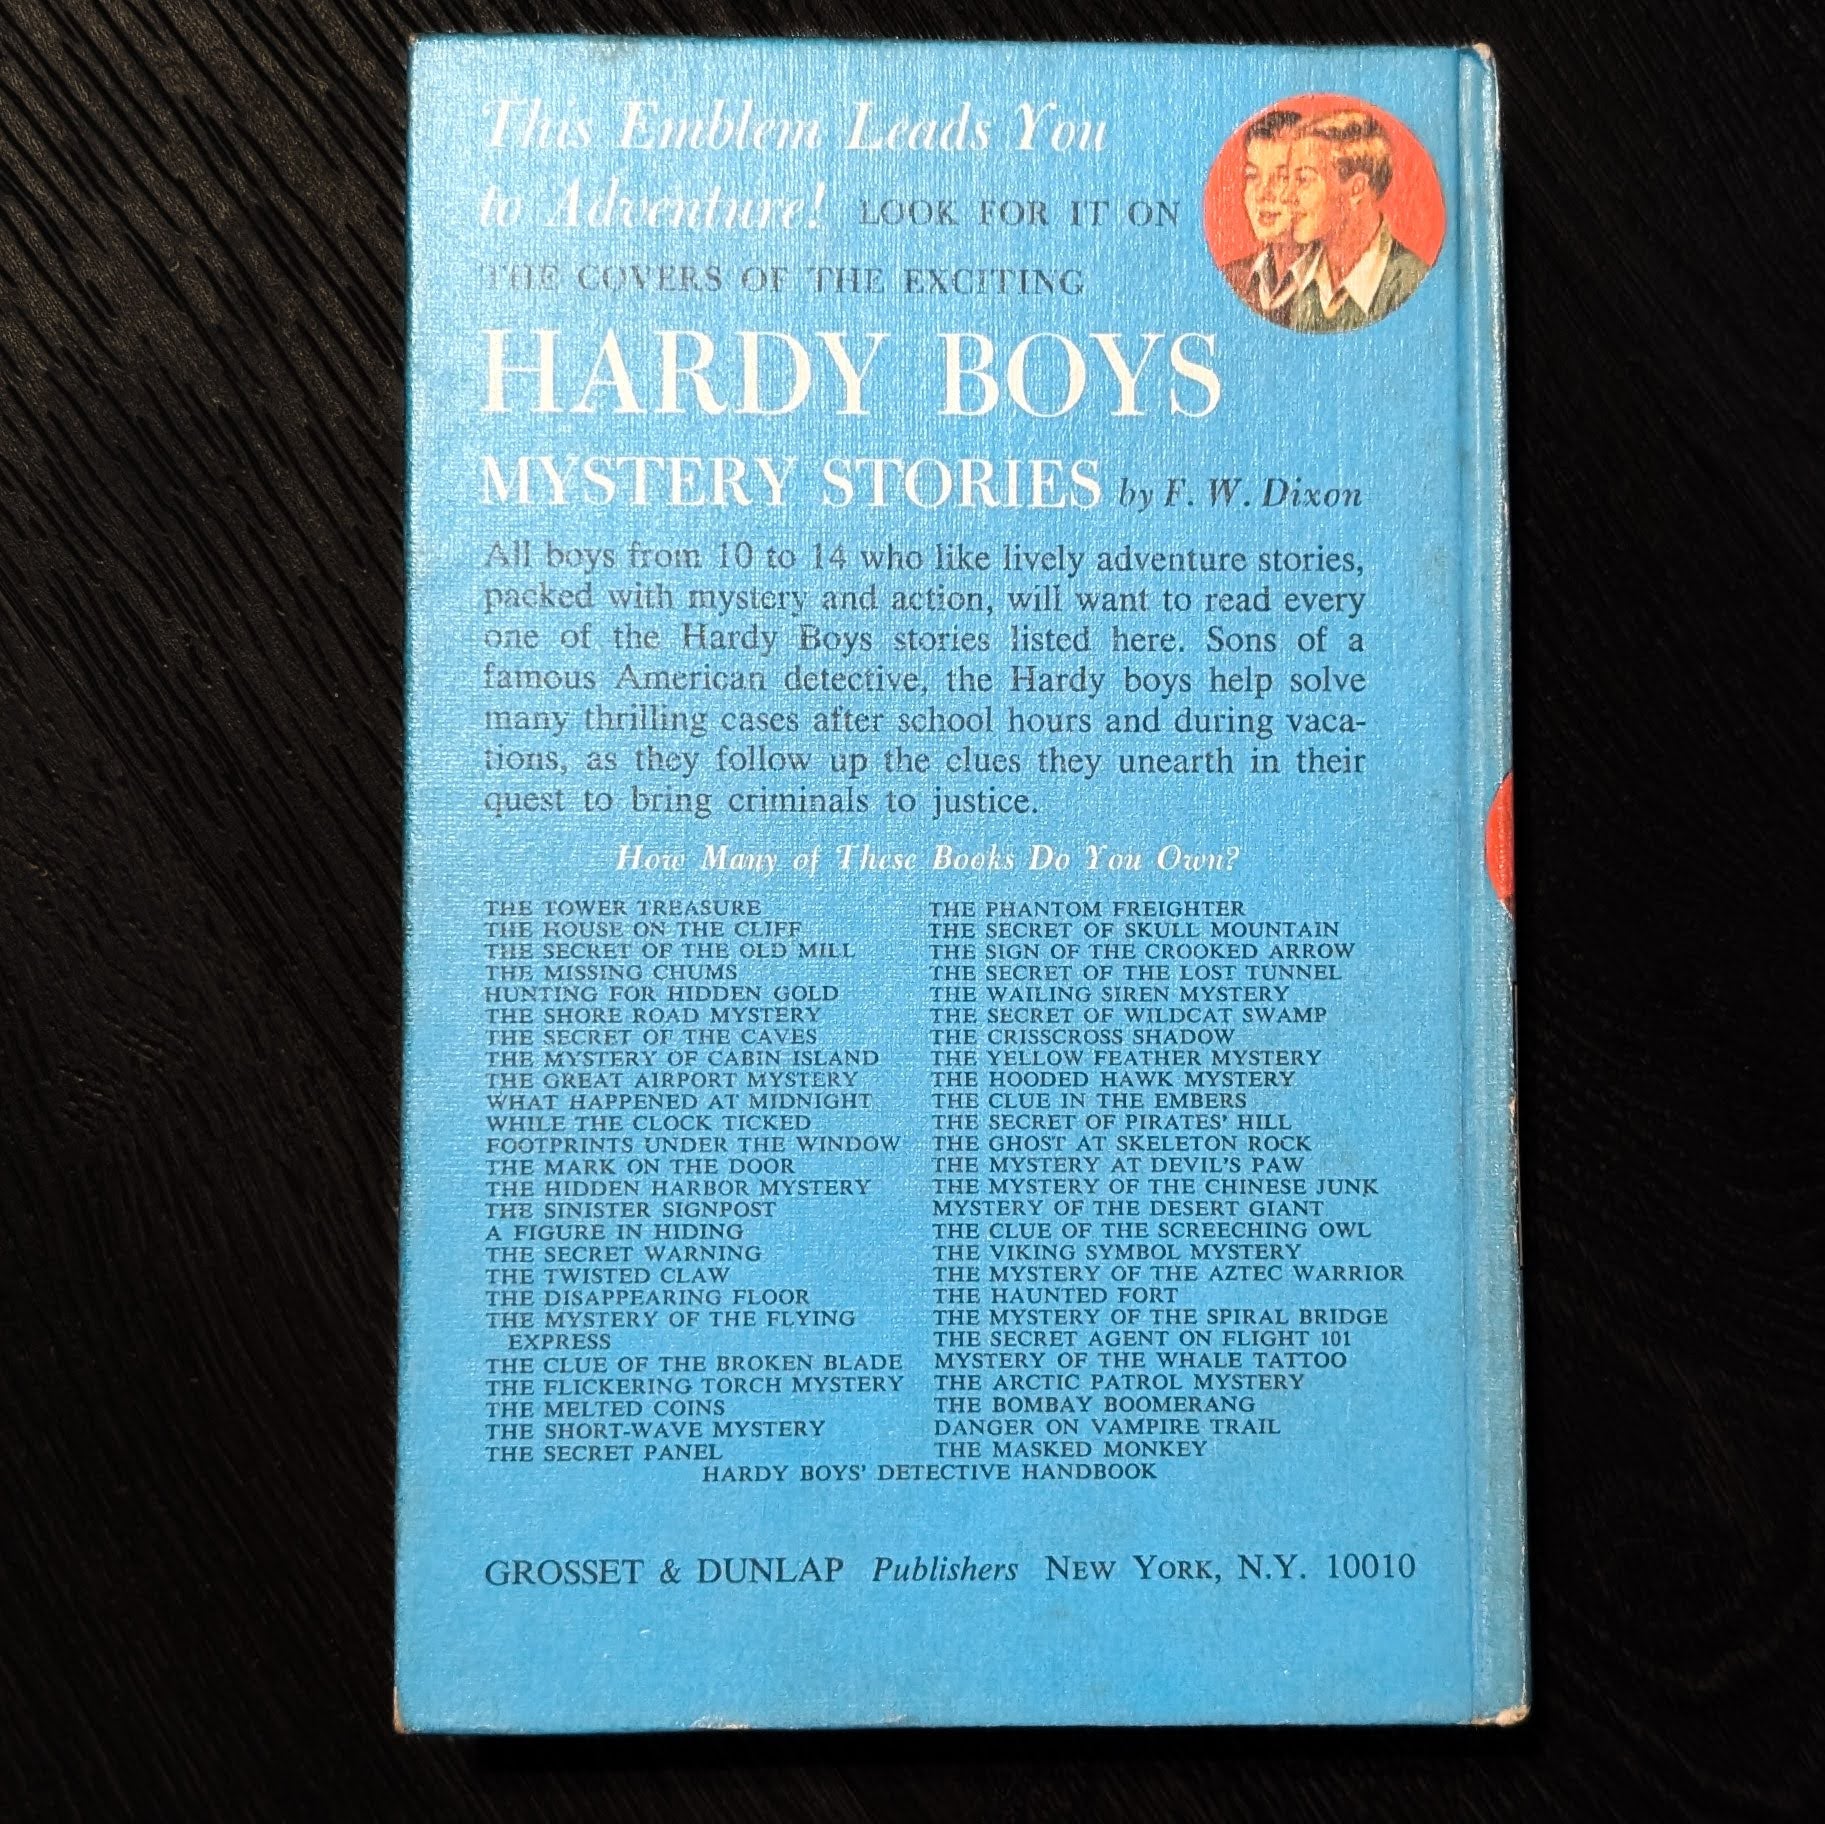 This Emblem Leads You
to Adventure! LOOK FOR IT ON
THE COVERS OF THE EXCITING
HARDY BOYS
MYSTERY STORIES by F. W. Dixon
All boys from 10 to 14 who like lively adventure stories,
packed with mystery and action, will want to read every
one of the Hardy Boys stories listed here. Sons of a
famous American detective, the Hardy boys help solve
many thrilling cases after school hours and during vaca-
tions, as they follow up the clues they unearth in their
quest to bring criminals to justice.
How Many of These Books Do You Own?
THE TOWER TREASURE
THE HOUSE ON THE CLIFF
THE SECRET OF THE OLD MILL
THE MISSING CHUMS
HUNTING FOR HIDDEN GOLD
THE SHORE ROAD MYSTERY
THE SECRET OF THE CAVES
THE MYSTERY OF CABIN ISLAND
THE GREAT AIRPORT MYSTERY
WHAT HAPPENED AT MIDNIGHT
WHILE THE CLOCK TICKED
FOOTPRINTS UNDER THE WINDOW
THE MARK ON THE DOOR
THE HIDDEN HARBOR MYSTERY
THE SINISTER SIGNPOST
A FIGURE IN HIDING
THE SECRET WARNING
THE TWISTED CLAW
THE DISAPPEARING FLOOR
THE MYSTERY OF THE FLYING
EXPRESS
THE CLUE OF THE BROKEN BLADE
THE FLICKERING TORCH MYSTERY
THE MELTED COINS
THE SHORT-WAVE MYSTERY
THE SECRET PANEL
THE PHANTOM FREIGHTER
THE SECRET OF SKULL MOUNTAIN
THE SIGN OF THE CROOKED ARROW
THE SECRET OF THE LOST TUNNEL
THE WAILING SIREN MYSTERY
THE SECRET OF WILDCAT SWAMP
THE CRISSCROSS SHADOW
THE YELLOW FEATHER MYSTERY
THE HOODED HAWK MYSTERY
THE CLUE IN THE EMBERS
THE SECRET OF PIRATES' HILL
THE GHOST AT SKELETON ROCK
THE MYSTERY AT DEVIL'S PAW
THE MYSTERY OF THE CHINESE JUNK
MYSTERY OF THE DESERT GIANT
THE CLUE OF THE SCREECHING OWL
THE VIKING SYMBOL MYSTERY
THE MYSTERY OF THE AZTEC WARRIOR
THE HAUNTED FORT
THE MYSTERY OF THE SPIRAL BRIDGE
THE SECRET AGENT ON FLIGHT 101
MYSTERY OF THE WHALE TATTOO
THE ARCTIC PATROL MYSTERY
THE BOMBAY BOOMERANG
DANGER ON VAMPIRE TRAIL
THE MASKED MONKEY
HARDY BOYS' DETECTIVE HANDBOOK
GROSSET & DUNLAP Publishers NEW YORK, N.Y. 10010